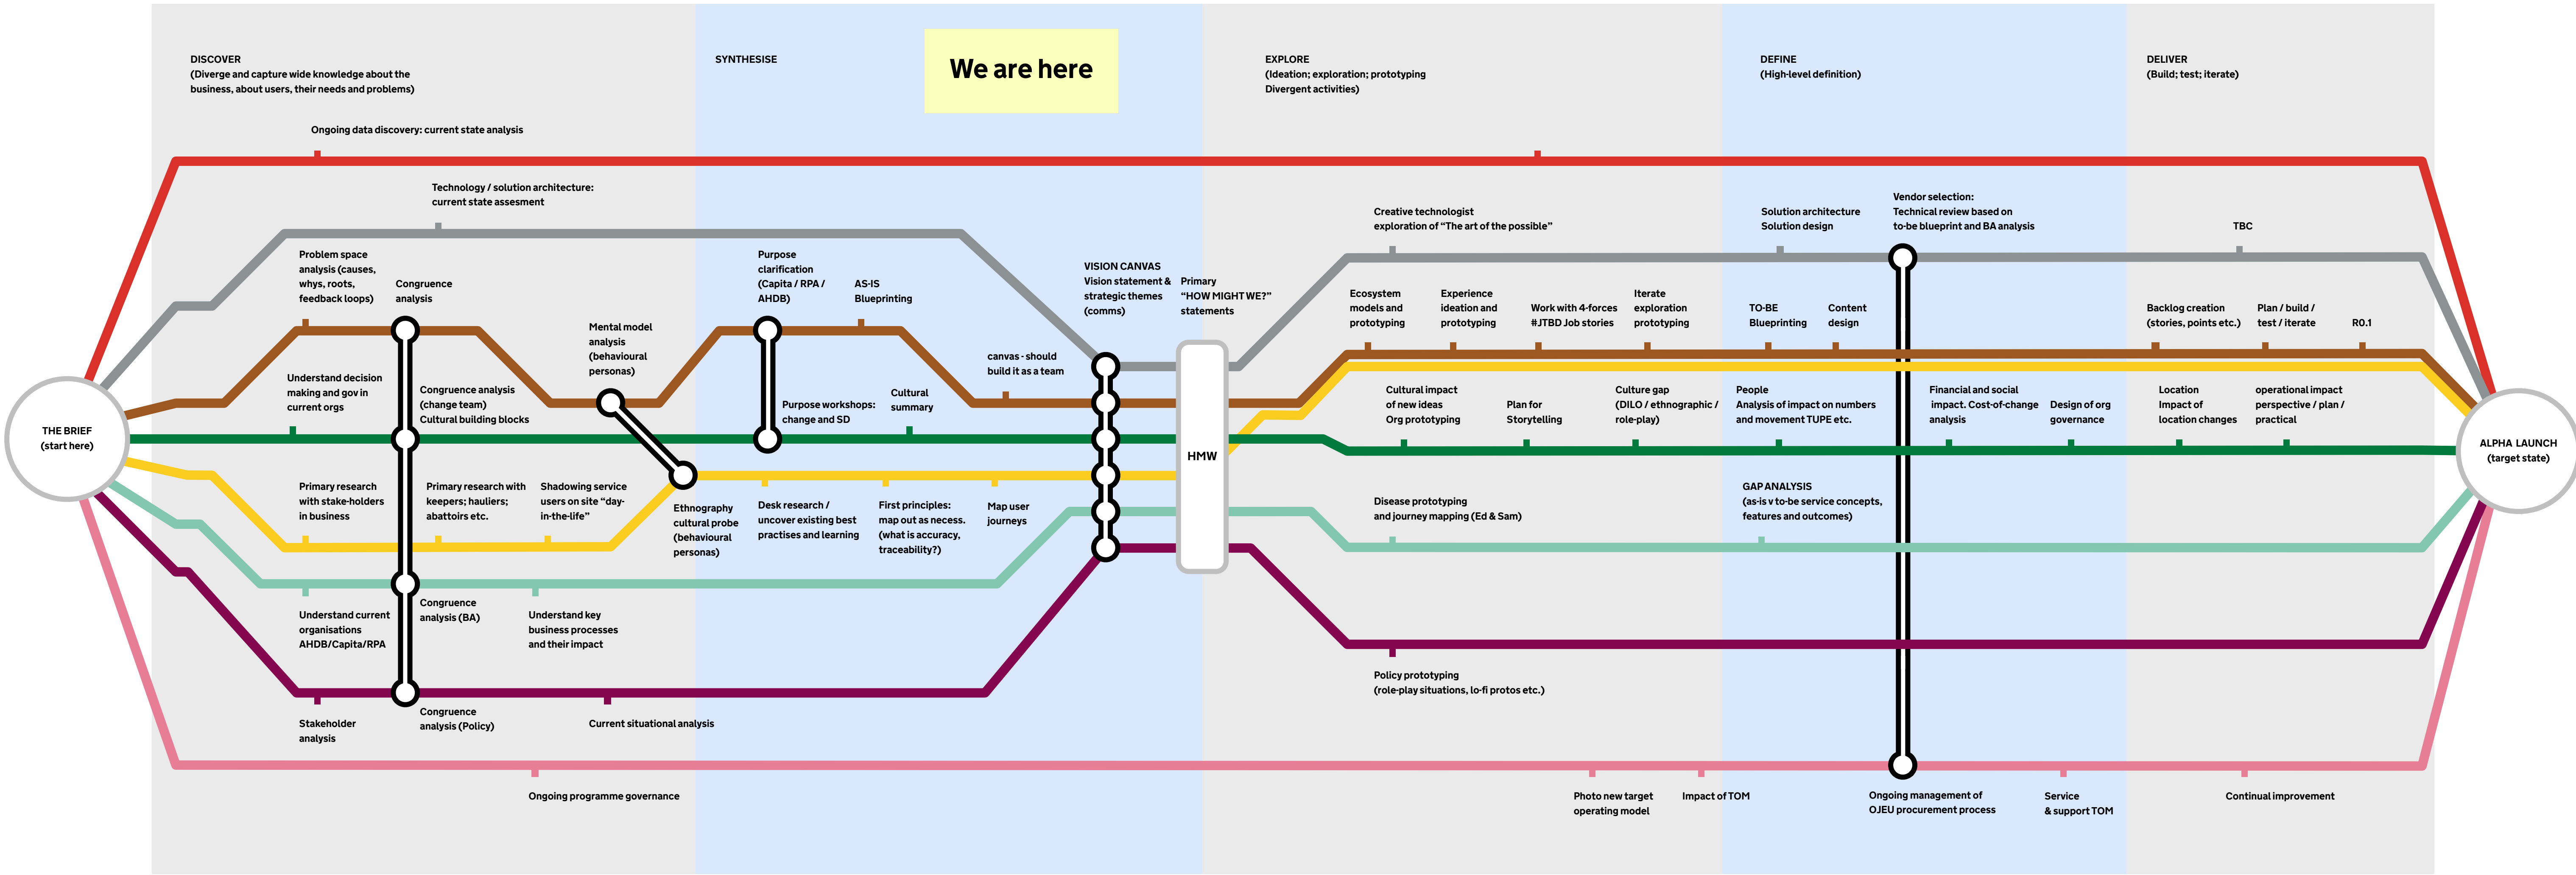 DISCOVER
(Diverge and capture wide knowledge about the
business, about users, their needs and problems)
SYNTHESISE
We are here
EXPLORE
(Ideation; exploration; prototyping
Divergent activities)
DEFINE
(High-level definition)
DELIVER
(Build; test; iterate)
Ongoing data discovery: current state analysis
Technology / solution architecture:
current state assesment
Creative technologist
exploration of “The art of the possible”
Solution architecture
Solution design
Vendor selection:
Technical review based on
to-be blueprint and BA analysis
TBC
Problem space
analysis (causes,
whys, roots,
feedback loops)
Congruence
analysis
Mental model
analysis
(behavioural
personas)
Purpose
clarification
(Capita / RPA /
AHDB)
AS-IS
Blueprinting
canvas - should
build it as a team
VISION CANVAS
Vision statement &
strategic themes
(comms)
Primary
“HOW MIGHT WE?”
statements
Ecosystem
models and
prototyping
Experience
ideation and
prototyping
Work with 4-forces
#JTBD Job stories
Iterate
exploration
prototyping
TO-BE
Blueprinting
Content
design
Backlog creation
(stories, points etc.)
Plan / build /
test / iterate
R0.1
THE BRIEF
(start here)
Understand decision
making and gov in
current orgs
Congruence analysis
(change team)
Cultural building blocks
Purpose workshops:
change and SD
Cultural
summary
HMW
Cultural impact
of new ideas
Org prototyping
Plan for
Storytelling
Culture gap
(DILO / ethnographic /
role-play)
People
Analysis of impact on numbers
and movement TUPE etc.
Financial and social
impact. Cost-of-change
analysis
Design of org
governance
Location
Impact of
location changes
operational impact
perspective / plan /
practical
ALPHA LAUNCH
(target state)
Primary research
with stake-holders
in business
Primary research with
keepers; hauliers;
abattoirs etc.
Shadowing service
users on site “day-
in-the-life”
Ethnography
cultural probe
(behavioural
personas)
Desk research /
uncover existing best
practises and learning
First principles:
map out as necess.
(what is accuracy,
traceability?)
Map user
journeys
Disease prototyping
and journey mapping (Ed & Sam)
GAP ANALYSIS
(as-is v to-be service concepts,
features and outcomes)
Understand current
organisations
AHDB/Capita/RPA
Congruence
analysis (BA)
Understand key
business processes
and their impact
Stakeholder
analysis
Congruence
analysis (Policy)
Current situational analysis
Policy prototyping
(role-play situations, lo-fi protos etc.)
Ongoing programme governance
Photo new target
operating model
Impact of TOM
Ongoing management of
OJEU procurement process
Service
& support TOM
Continual improvement